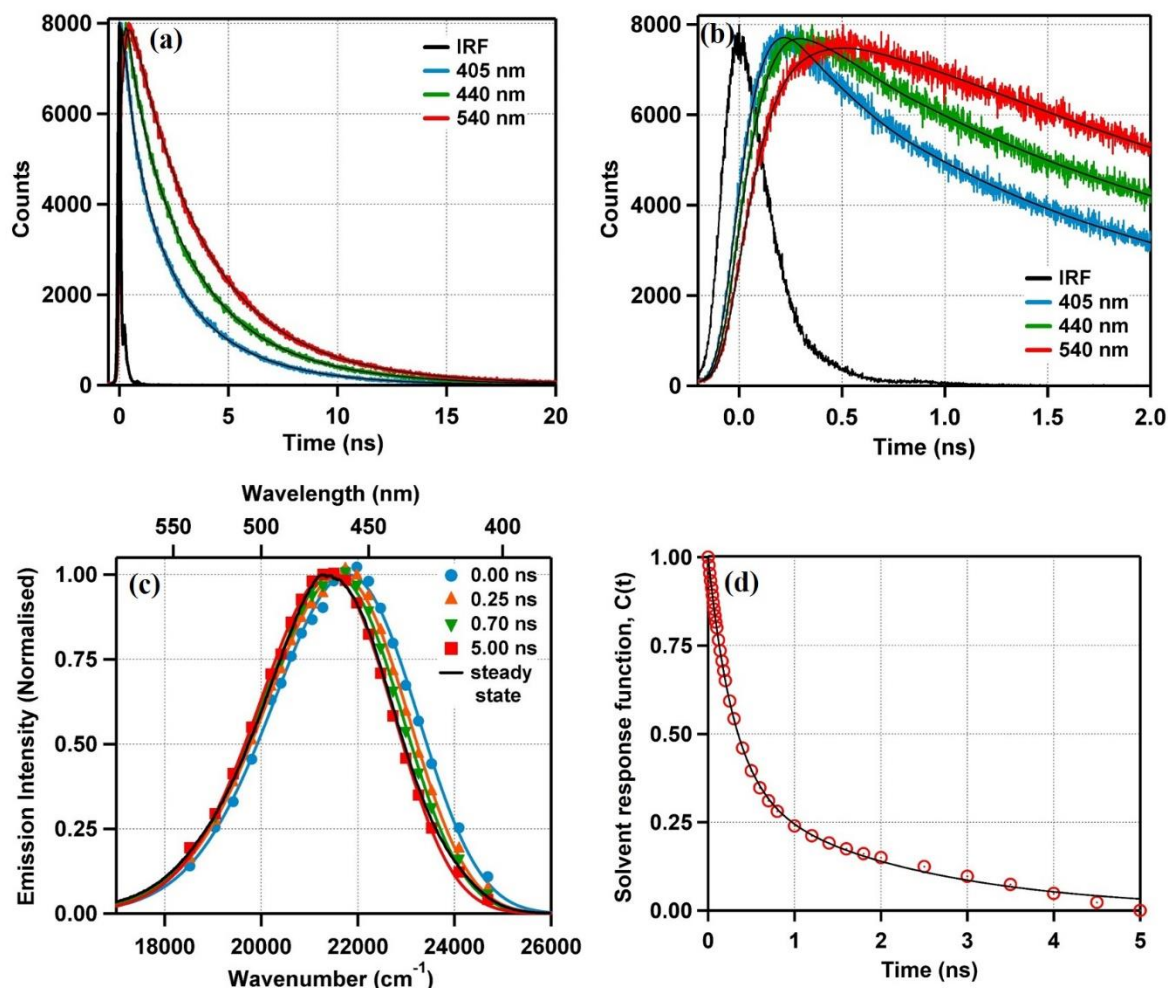 (a)
IRF
405 nm
440 nm
540 nm
Counts
8000
6000
4000
2000
0
0
5
10
15
20
Time (ns)
(b)
IRF
405 nm
440 nm
540 nm
Counts
8000
6000
4000
2000
0
0.0
0.5
1.0
1.5
2.0
Time (ns)
Wavelength (nm)
550
500
450
400
(c)
0.00 ns
0.25 ns
0.70 ns
5.00 ns
steady
state
Emission Intensity (Normalised)
1.00
0.75
0.50
0.25
0.00
18000
20000
22000
24000
26000
Wavenumber (cm⁻¹)
(d)
Solvent response function, C(t)
1.00
0.75
0.50
0.25
0.00
0
1
2
3
4
5
Time (ns)